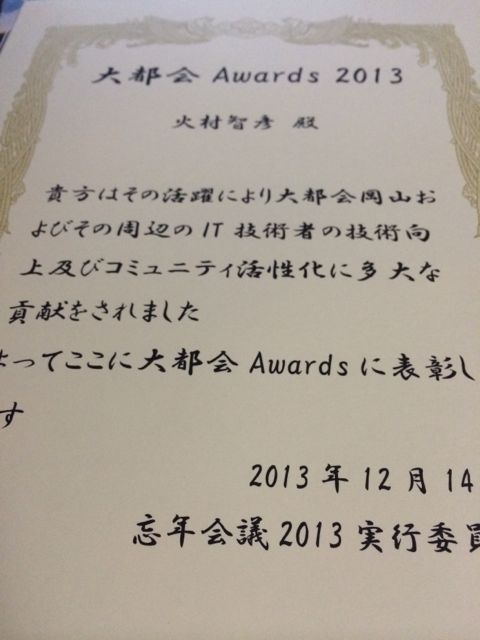 大都会 Awards 2013
火村智彦 殿
貴方はその活躍により大都会岡山お
よびその周辺の IT 技術者の技術向
上及びコミュニティ活性化に多大な
貢献をされました
よってここに大都会 Awards に表彰し
す
2013 年 12 月 14
忘年会議 2013 実行委員